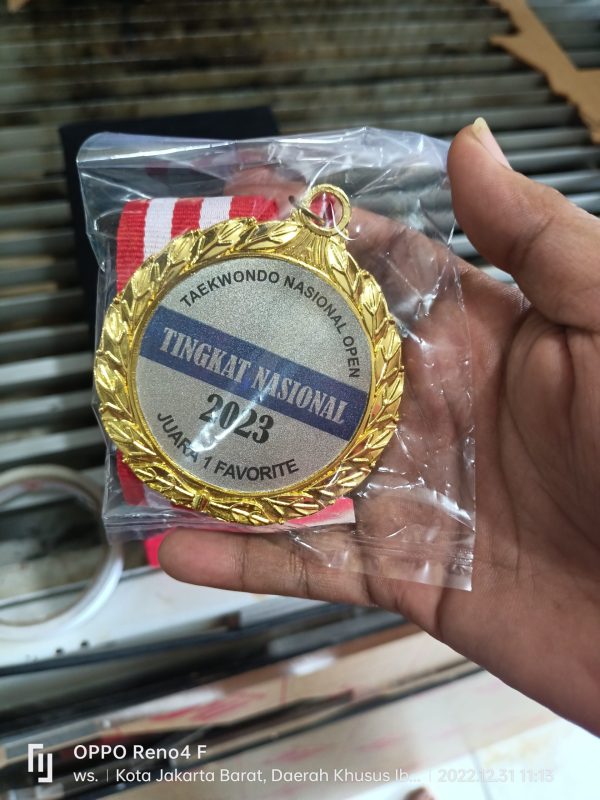 TAEKWONDO NASIONAL OPEN
TINGKAT NASIONAL
2023
JUARA 1 FAVORITE
OPPO Reno4 F
ws. | Kota Jakarta Barat, Daerah Khusus Ib... | 2022.12.31 11:13